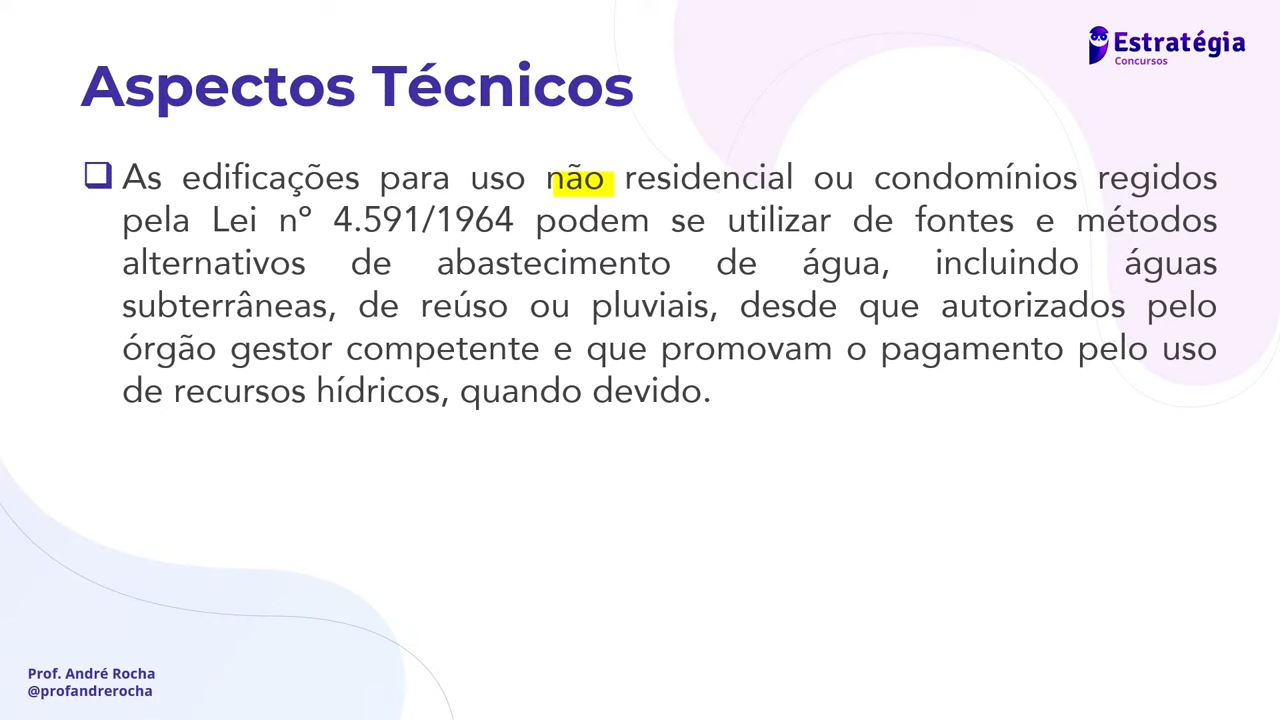 Estratégia
Concursos
Aspectos Técnicos
❑ As edificações para uso não residencial ou condomínios regidos
pela Lei nº 4.591/1964 podem se utilizar de fontes e métodos
alternativos de abastecimento de água, incluindo águas
subterrâneas, de reúso ou pluviais, desde que autorizados pelo
órgão gestor competente e que promovam o pagamento pelo uso
de recursos hídricos, quando devido.
Prof. André Rocha
@profandrerocha